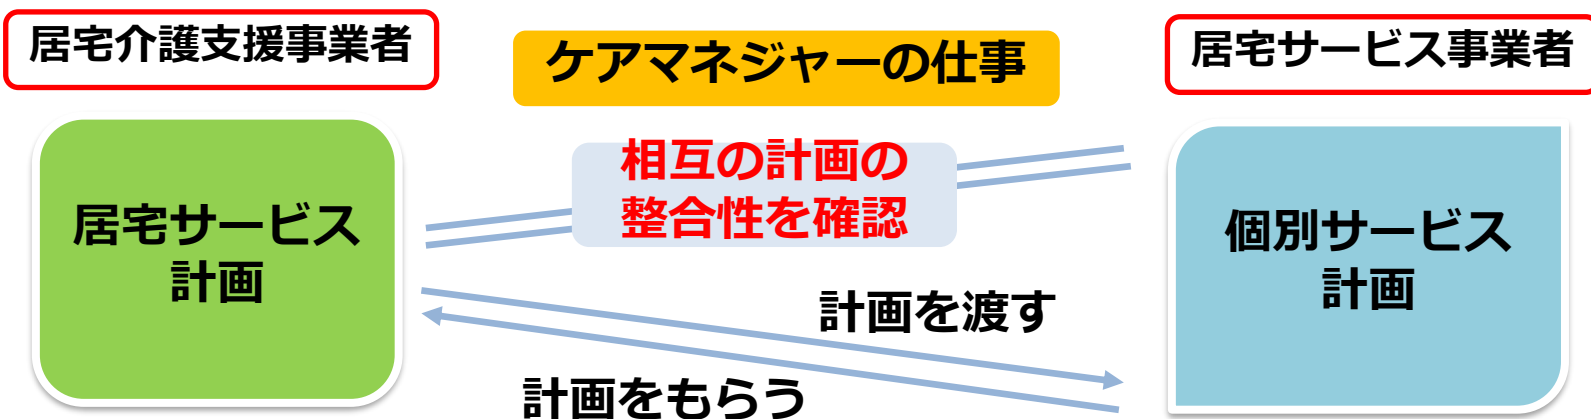 居宅介護支援事業者
ケアマネジャーの仕事
居宅サービス事業者
相互の計画の
整合性を確認
居宅サービス
計画
個別サービス
計画
計画を渡す
計画をもらう